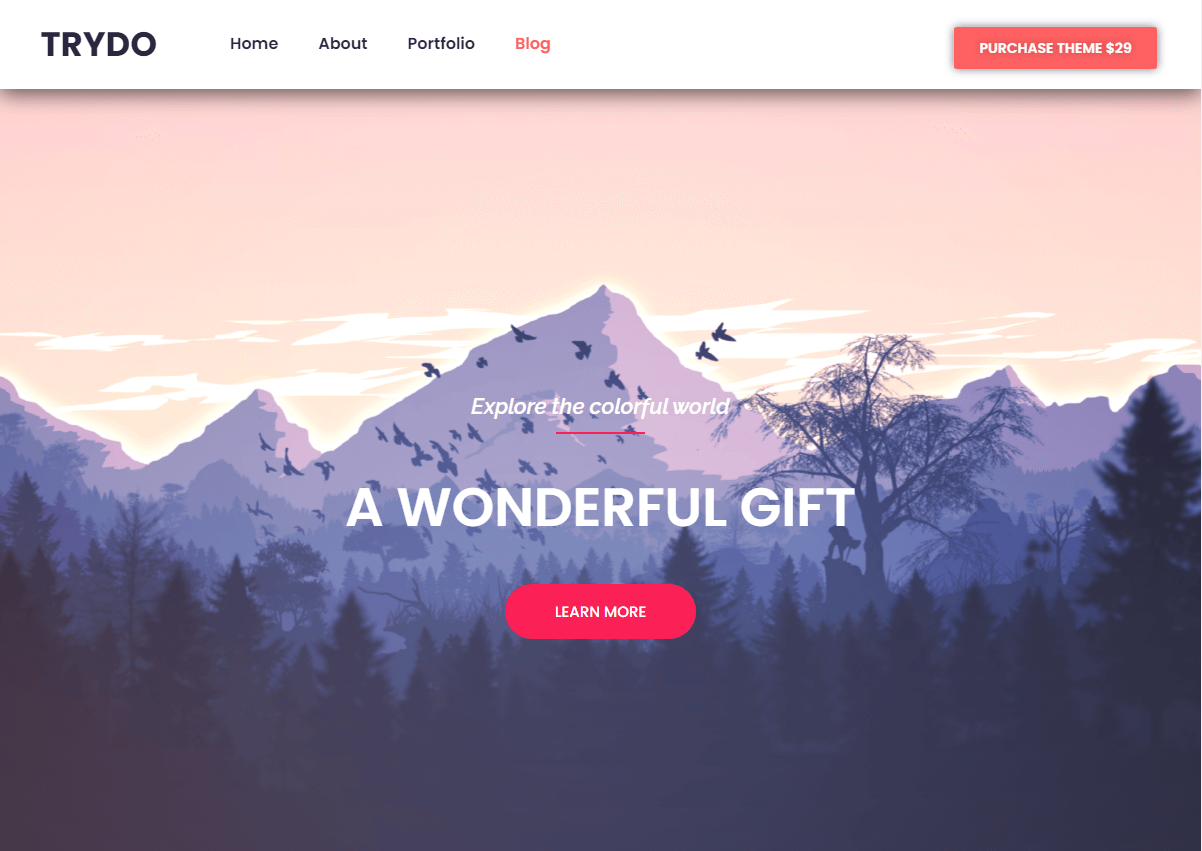 TRYDO
Home About Portfolio Blog
PURCHASE THEME $29
Explore the colorful world
A WONDERFUL GIFT
LEARN MORE